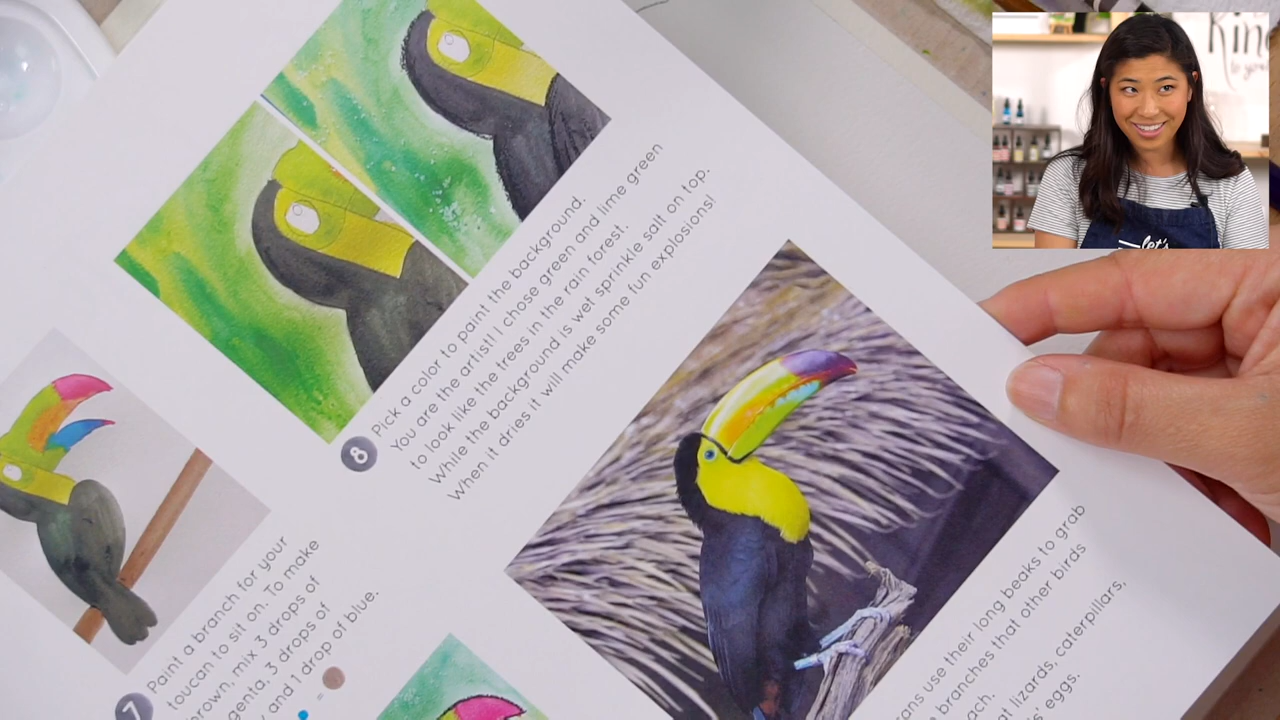 8
Pick a color to paint the background.
You are the artist! I chose green and lime green
to look like the trees in the rain forest.
While the background is wet sprinkle salt on top.
When it dries it will make some fun explosions!
7
Paint a branch for your
toucan to sit on. To make
brown, mix 3 drops of
3 drops of
and 1 drop of blue.
=
use their long beaks to grab
branches that other birds
lizards, caterpillars,
eggs.
let's